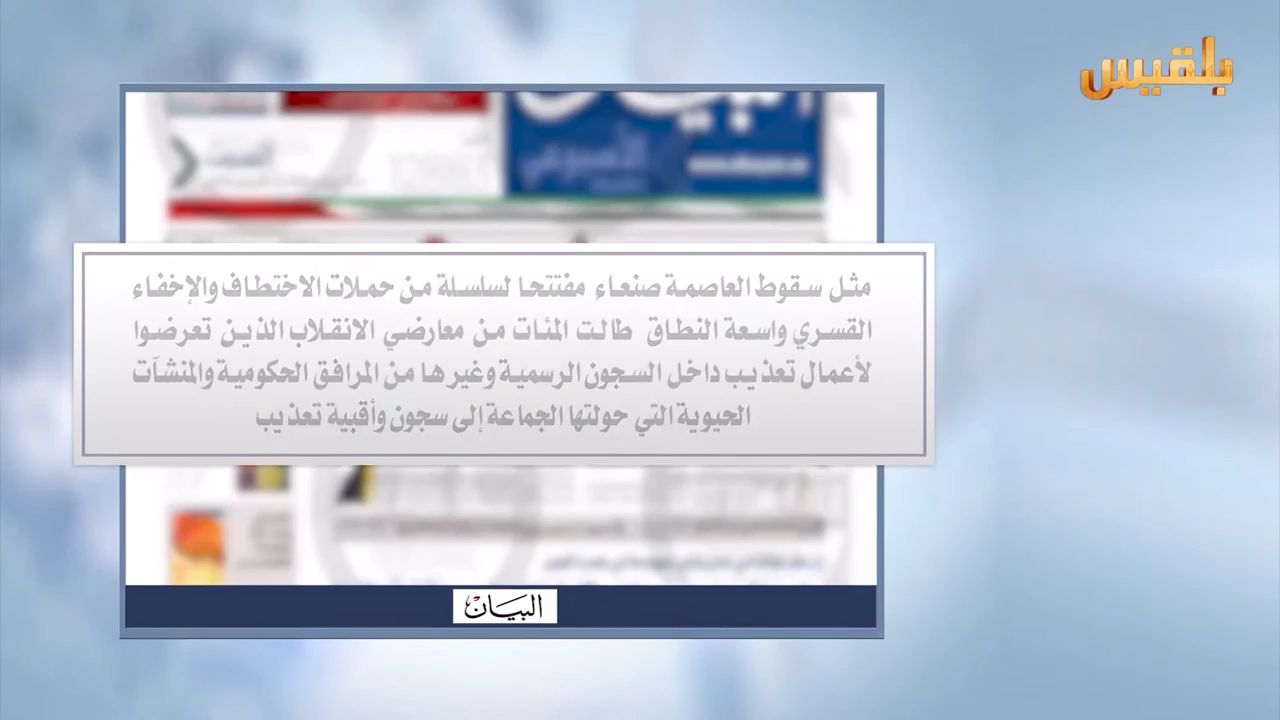 بلقيس
الأسبوعي
مثل سقوط العاصمة صنعاء مفتتحا لسلسلة من حملات الاختطاف والإخفاء
القسري واسعة النطاق طالت المئات من معارضي الانقلاب الذين تعرضوا
لأعمال تعذيب داخل السجون الرسمية وغيرها من المرافق الحكومية والمنشآت
الحيوية التي حولتها الجماعة إلى سجون وأقبية تعذيب
البيان